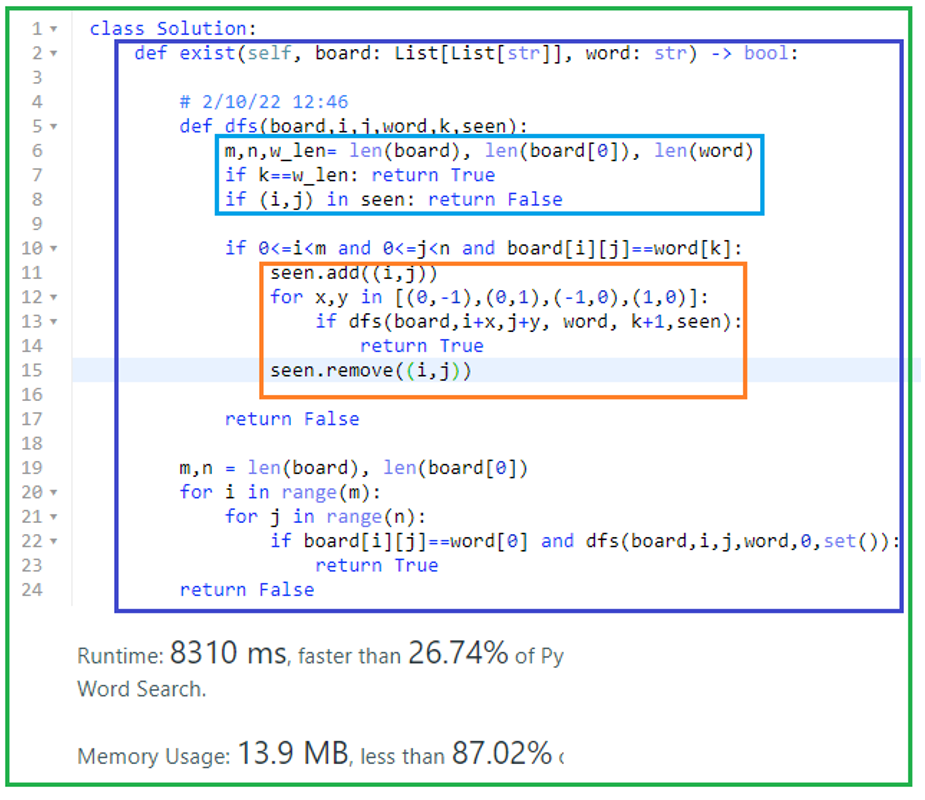 1 class Solution:
2 def exist(self, board: List[List[str]], word: str) -> bool:
3
4 # 2/10/22 12:46
5 def dfs(board,i,j,word,k,seen):
6 m,n,w_len= len(board), len(board[0]), len(word)
7 if k==w_len: return True
8 if (i,j) in seen: return False
9
10 if 0<=i<m and 0<=j<n and board[i][j]==word[k]:
11 seen.add((i,j))
12 for x,y in [(0,-1),(0,1),(-1,0),(1,0)]:
13 if dfs(board,i+x,j+y, word, k+1,seen):
14 return True
15 seen.remove((i,j))
16
17 return False
18
19 m,n = len(board), len(board[0])
20 for i in range(m):
21 for j in range(n):
22 if board[i][j]==word[0] and dfs(board,i,j,word,0,set()):
23 return True
24 return False
Runtime: 8310 ms, faster than 26.74% of Py
Word Search.
Memory Usage: 13.9 MB, less than 87.02%